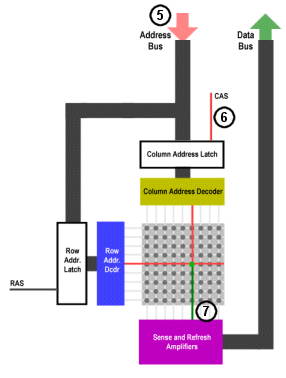 5
Address
Bus
Data
Bus
CAS
6
Column Address Latch
Column Address Decoder
Row
Addr.
Latch
Row
Addr.
Dcdr
RAS
7
Sense and Refresh
Amplifiers